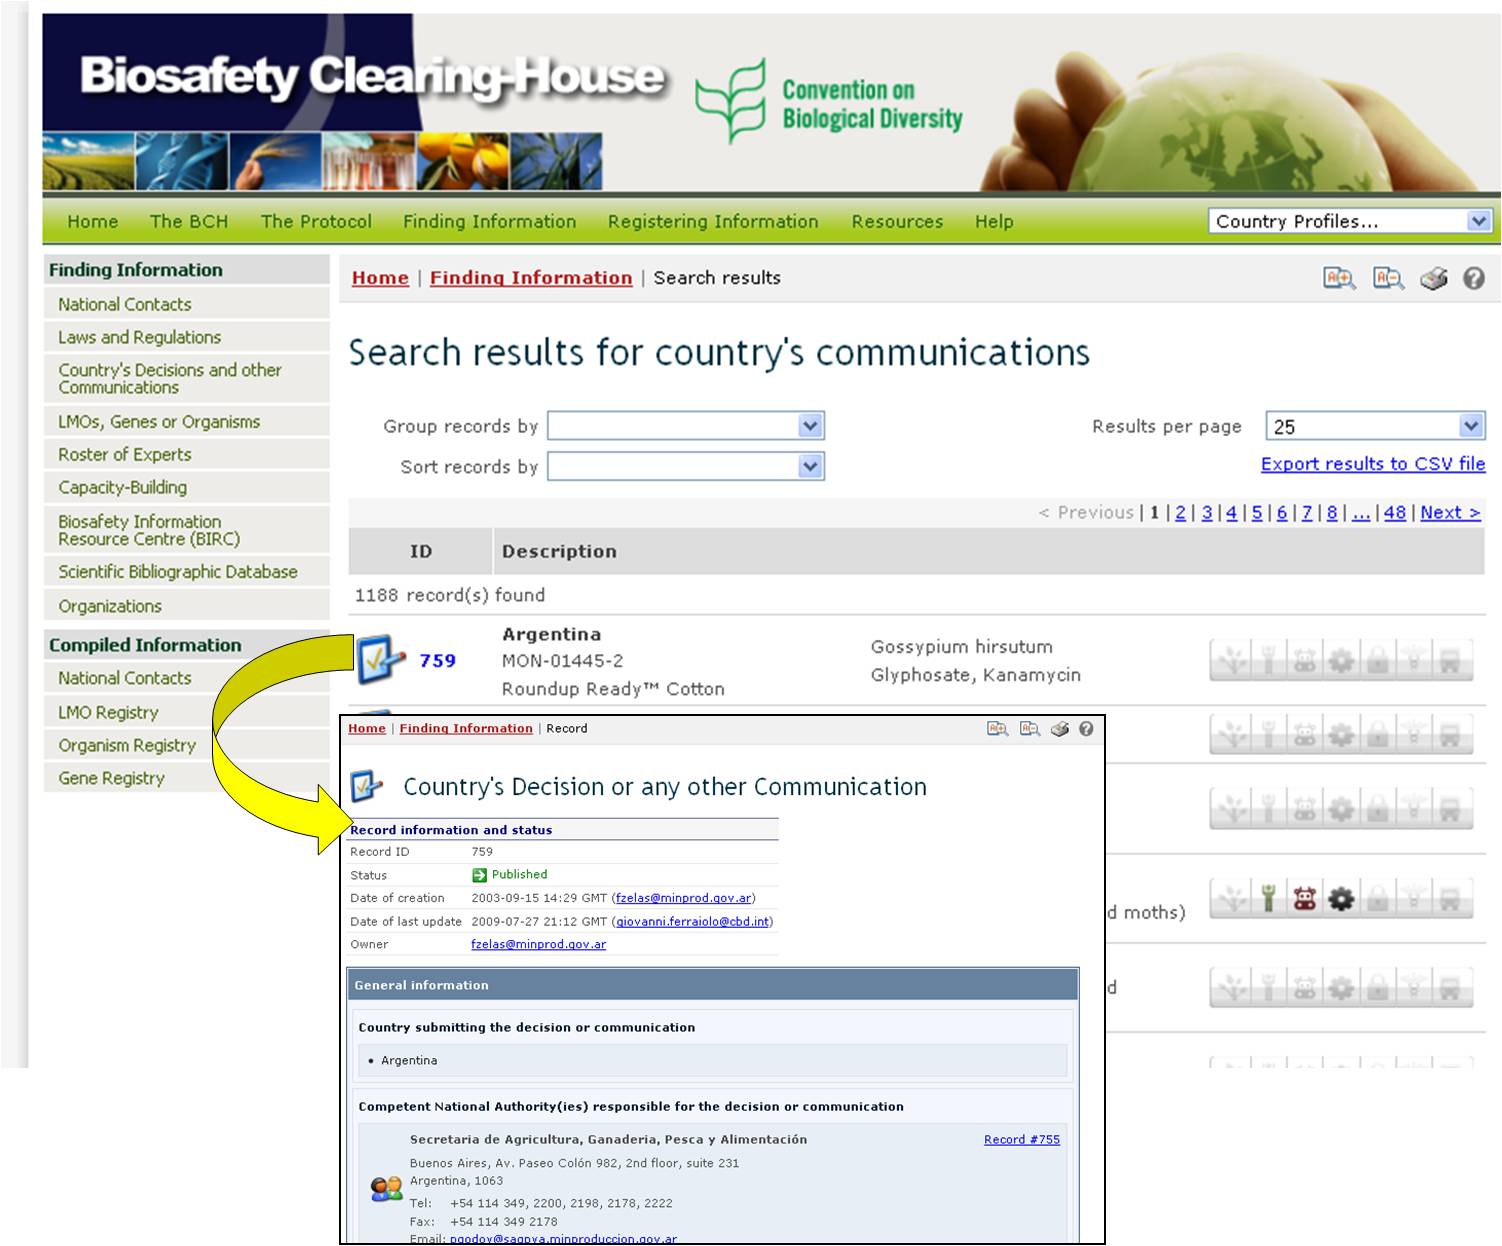 Biosafety Clearing-House
Convention on
Biological Diversity
Home The BCH The Protocol Finding Information Registering Information Resources Help Country Profiles...
Finding Information
National Contacts
Laws and Regulations
Country's Decisions and other
Communications
LMOs, Genes or Organisms
Roster of Experts
Capacity-Building
Biosafety Information
Resource Centre (BIRC)
Scientific Bibliographic Database
Organizations
Compiled Information
National Contacts
LMO Registry
Organism Registry
Gene Registry
Home | Finding Information | Search results
Search results for country's communications
Group records by
Results per page 25
Sort records by
Export results to CSV file
< Previous | 1 | 2 | 3 | 4 | 5 | 6 | 7 | 8 | ... | 48 | Next >
ID Description
1188 record(s) found
759
Argentina
MON-01445-2
Roundup Ready™ Cotton
Gossypium hirsutum
Glyphosate, Kanamycin
d moths)
d
Home | Finding Information | Record
Country's Decision or any other Communication
Record information and status
Record ID 759
Status Published
Date of creation 2003-09-15 14:29 GMT (fzelas@minprod.gov.ar)
Date of last update 2009-07-27 21:12 GMT (giovanni.ferraiolo@cbd.int)
Owner fzelas@minprod.gov.ar
General information
Country submitting the decision or communication
• Argentina
Competent National Authority(ies) responsible for the decision or communication
Secretaria de Agricultura, Ganaderia, Pesca y Alimentación Record #755
Buenos Aires, Av. Paseo Colón 982, 2nd floor, suite 231
Argentina, 1063
Tel: +54 114 349, 2200, 2198, 2178, 2222
Fax: +54 114 349 2178
Email: pgodoy@sagpya.minproduccion.gov.ar